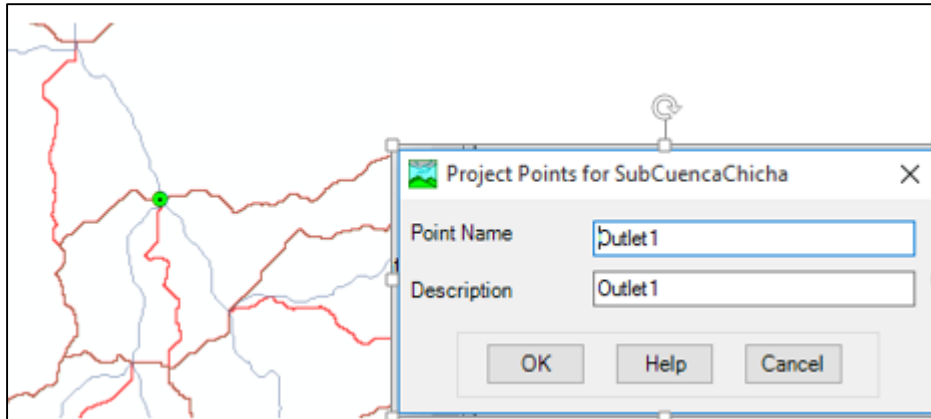 Project Points for SubCuencaChicha
Point Name
Outlet1
Description
Outlet1
OK
Help
Cancel